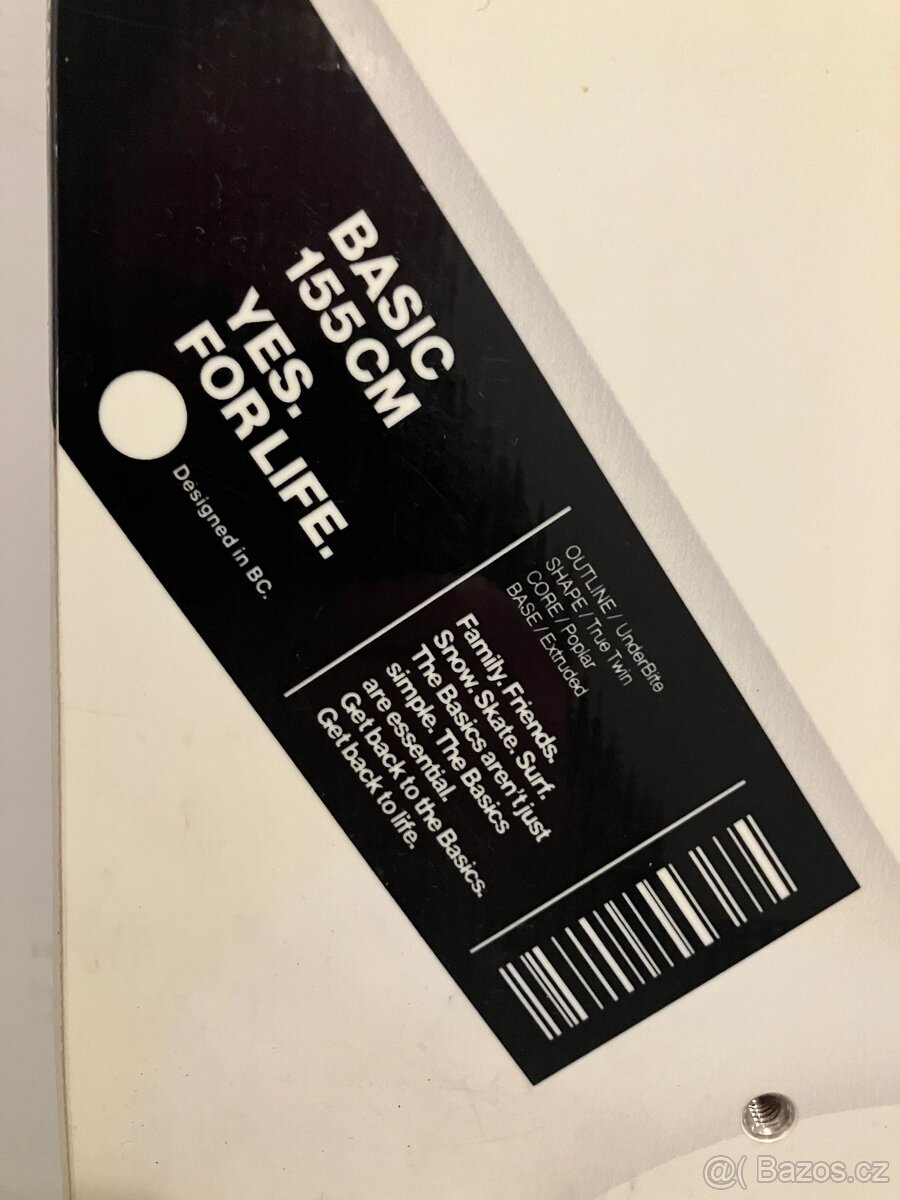 BASIC
155 CM
YES.
FOR LIFE.
Designed in BC.
OUTLINE / UnderBite
SHAPE / True Twin
CORE / Poplar
BASE / Extruded
Family. Friends.
Snow. Skate. Surf.
The Basics aren't just
simple. The Basics
are essential.
Get back to the Basics.
Get back to life.
@( Bazos.cz